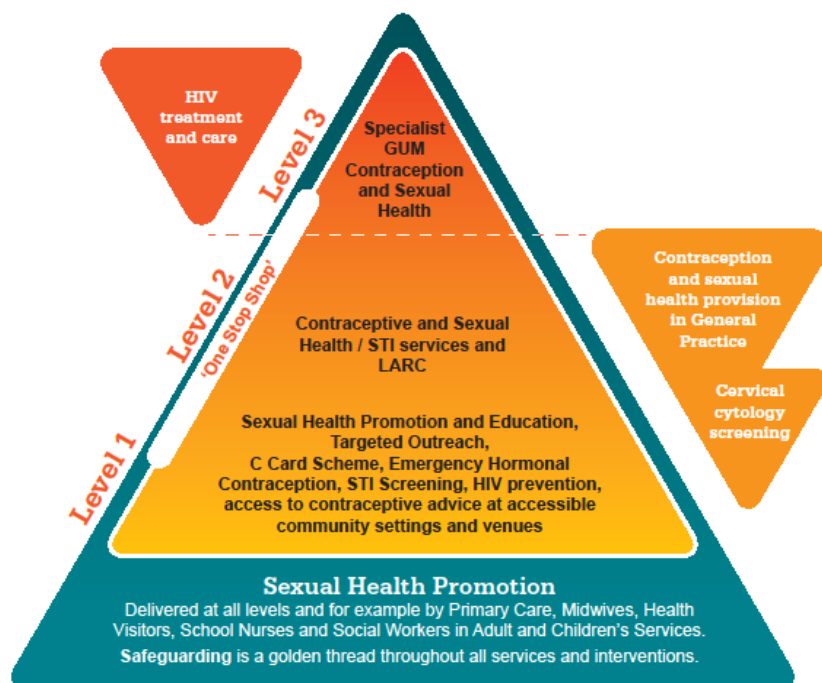 HIV
treatment
and care
Level 3
Specialist
GUM
Contraception
and Sexual
Health
Level 2
'One Stop Shop'
Contraception
and sexual
health provision
in General
Practice
Contraceptive and Sexual
Health / STI services and
LARC
Cervical
cytology
screening
Level 1
Sexual Health Promotion and Education,
Targeted Outreach,
C Card Scheme, Emergency Hormonal
Contraception, STI Screening, HIV prevention,
access to contraceptive advice at accessible
community settings and venues
Sexual Health Promotion
Delivered at all levels and for example by Primary Care, Midwives, Health
Visitors, School Nurses and Social Workers in Adult and Children's Services.
Safeguarding is a golden thread throughout all services and interventions.